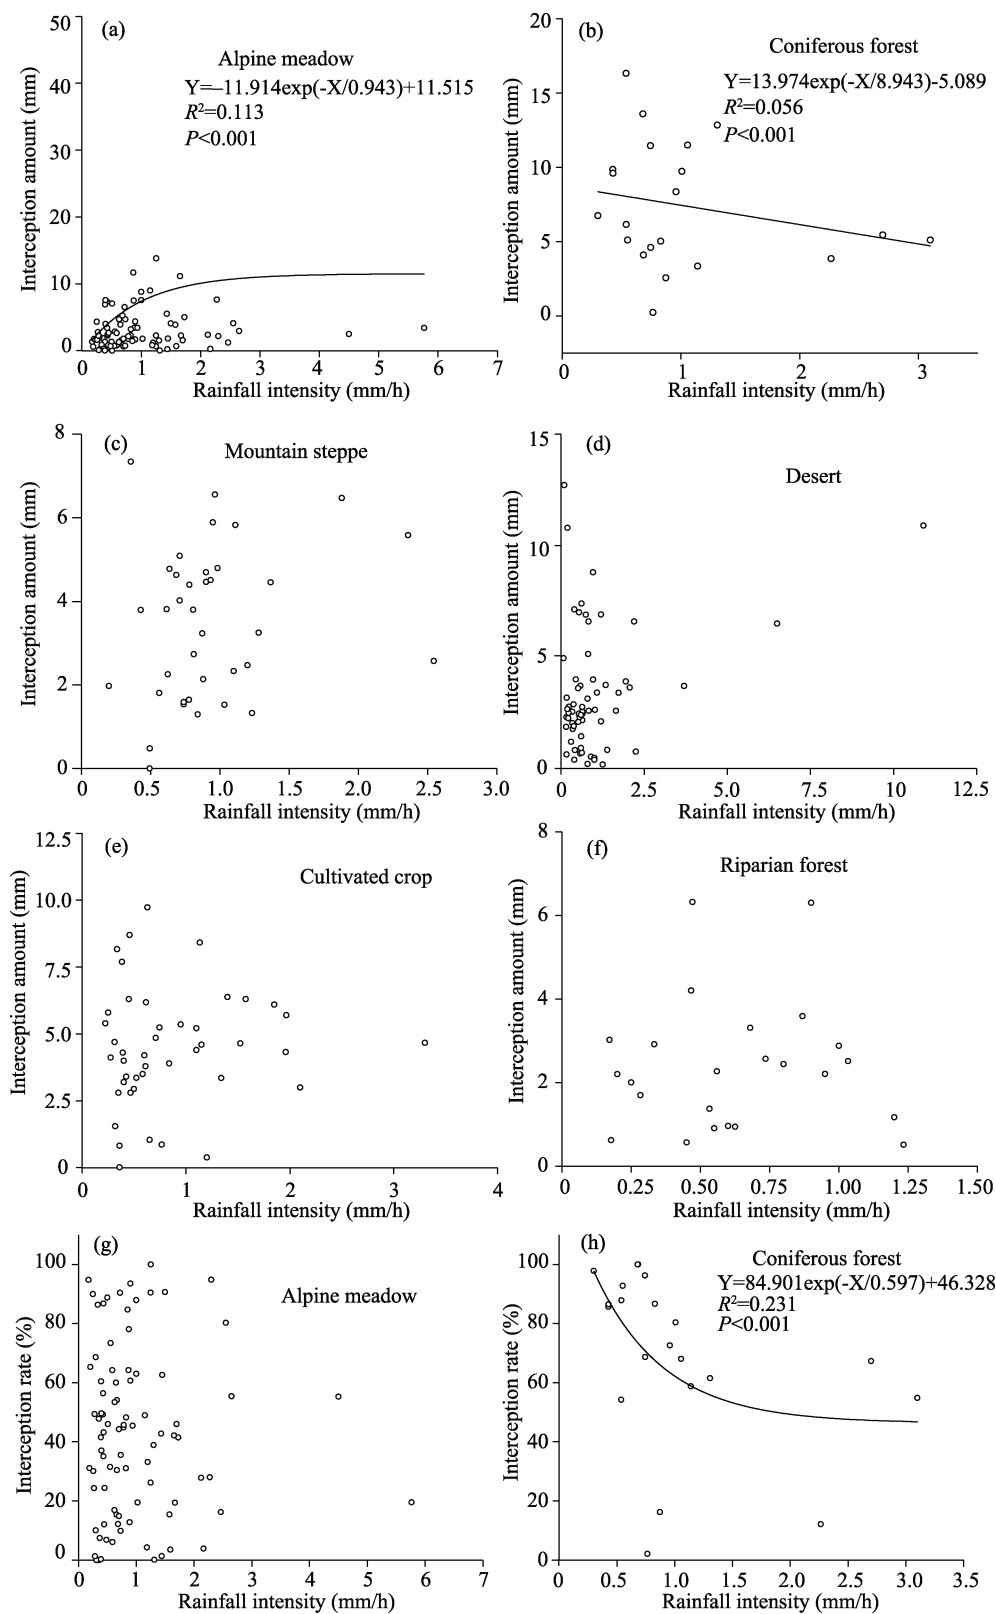 (a)
Alpine meadow
Y=–11.914exp(-X/0.943)+11.515
R²=0.113
P<0.001
Interception amount (mm)
50
40
30
20
10
0
0 1 2 3 4 5 6 7
Rainfall intensity (mm/h)
(b)
Coniferous forest
Y=13.974exp(-X/8.943)-5.089
R²=0.056
P<0.001
Interception amount (mm)
20
15
10
5
0
0 1 2 3
Rainfall intensity (mm/h)
(c)
Mountain steppe
Interception amount (mm)
8
6
4
2
0
0 0.5 1.0 1.5 2.0 2.5 3.0
Rainfall intensity (mm/h)
(d)
Desert
Interception amount (mm)
15
10
5
0
0 2.5 5.0 7.5 10 12.5
Rainfall intensity (mm/h)
(e)
Cultivated crop
Interception amount (mm)
12.5
10.0
7.5
5.0
2.5
0
0 1 2 3 4
Rainfall intensity (mm/h)
(f)
Riparian forest
Interception amount (mm)
8
6
4
2
0
0 0.25 0.50 0.75 1.00 1.25 1.50
Rainfall intensity (mm/h)
(g)
Alpine meadow
Interception rate (%)
100
80
60
40
20
0
0 1 2 3 4 5 6 7
Rainfall intensity (mm/h)
(h)
Coniferous forest
Y=84.901exp(-X/0.597)+46.328
R²=0.231
P<0.001
Interception rate (%)
100
80
60
40
20
0
0 0.5 1.0 1.5 2.0 2.5 3.0 3.5
Rainfall intensity (mm/h)